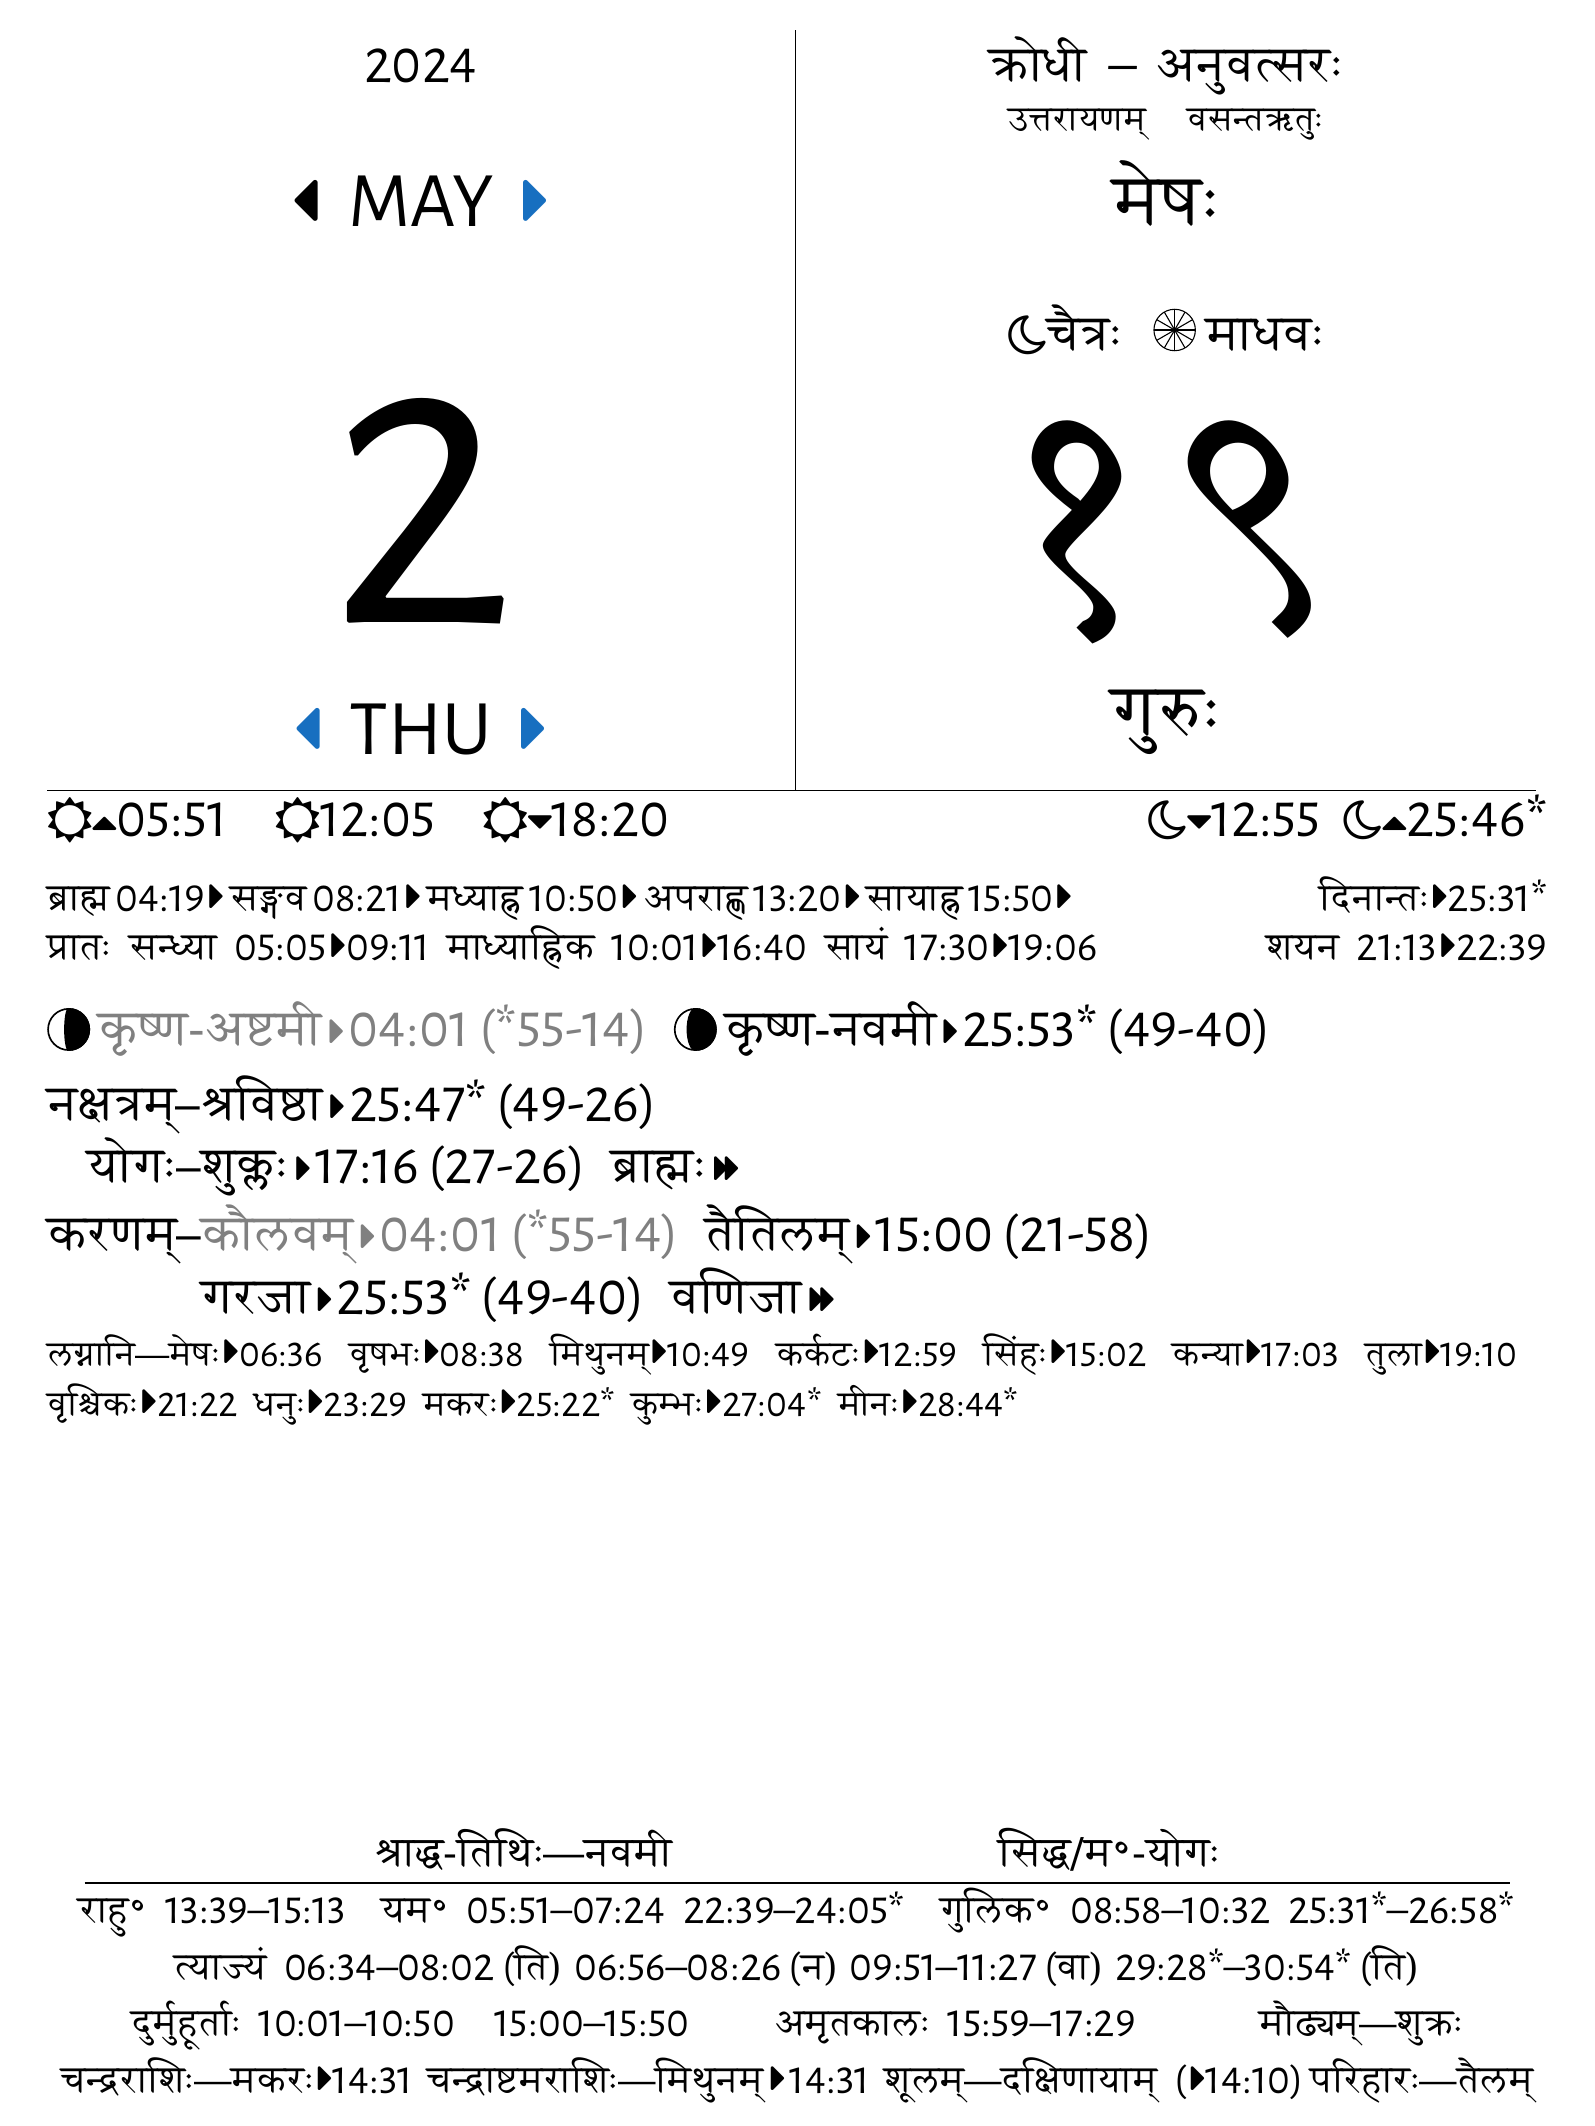 2024
MAY
2
THU
क्रोधी – अनुवत्सरः
उत्तरायणम् वसन्तऋतुः
मेषः
चैत्रः माधवः
१९
गुरुः
05:51 12:05 18:20 12:55 25:46*
ब्राह्म 04:19 सङ्गव 08:21 मध्याह्न 10:50 अपराह्ण 13:20 सायाह्न 15:50 दिनान्तः 25:31*
प्रातः सन्ध्या 05:05 09:11 माध्याह्निक 10:01 16:40 सायं 17:30 19:06 शयन 21:13 22:39
कृष्ण-अष्टमी 04:01 (*55-14) कृष्ण-नवमी 25:53* (49-40)
नक्षत्रम्–श्रविष्ठा 25:47* (49-26)
योगः–शुक्लः 17:16 (27-26) ब्राह्मः
करणम्–कौलवम् 04:01 (*55-14) तैतिलम् 15:00 (21-58)
गरजा 25:53* (49-40) वणिजा
लग्नानि—मेषः 06:36 वृषभः 08:38 मिथुनम् 10:49 कर्कटः 12:59 सिंहः 15:02 कन्या 17:03 तुला 19:10
वृश्चिकः 21:22 धनुः 23:29 मकरः 25:22* कुम्भः 27:04* मीनः 28:44*
श्राद्ध-तिथिः—नवमी सिद्ध/म॰-योगः
राहु॰ 13:39–15:13 यम॰ 05:51–07:24 22:39–24:05* गुलिक॰ 08:58–10:32 25:31*–26:58*
त्याज्यं 06:34–08:02 (ति) 06:56–08:26 (न) 09:51–11:27 (वा) 29:28*–30:54* (ति)
दुर्मुहूर्ताः 10:01–10:50 15:00–15:50 अमृतकालः 15:59–17:29 मौढ्यम्—शुक्रः
चन्द्रराशिः—मकरः 14:31 चन्द्राष्टमराशिः—मिथुनम् 14:31 शूलम्—दक्षिणायाम् ( 14:10) परिहारः—तैलम्